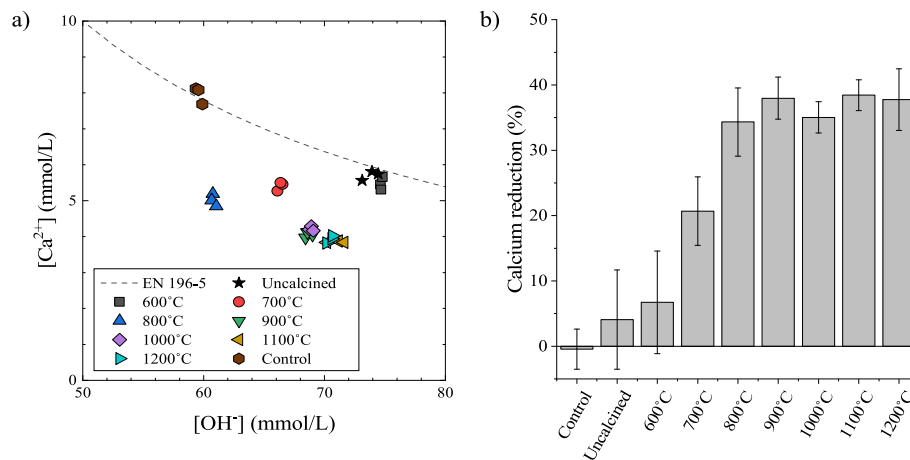 a)
10
5
0
50
60
70
80
[Ca²⁺] (mmol/L)
[OH⁻] (mmol/L)
EN 196-5
Uncalcined
600˚C
700˚C
800˚C
900˚C
1000˚C
1100˚C
1200˚C
Control
b)
50
40
30
20
10
0
Calcium reduction (%)
Control
Uncalcined
600˚C
700˚C
800˚C
900˚C
1000˚C
1100˚C
1200˚C